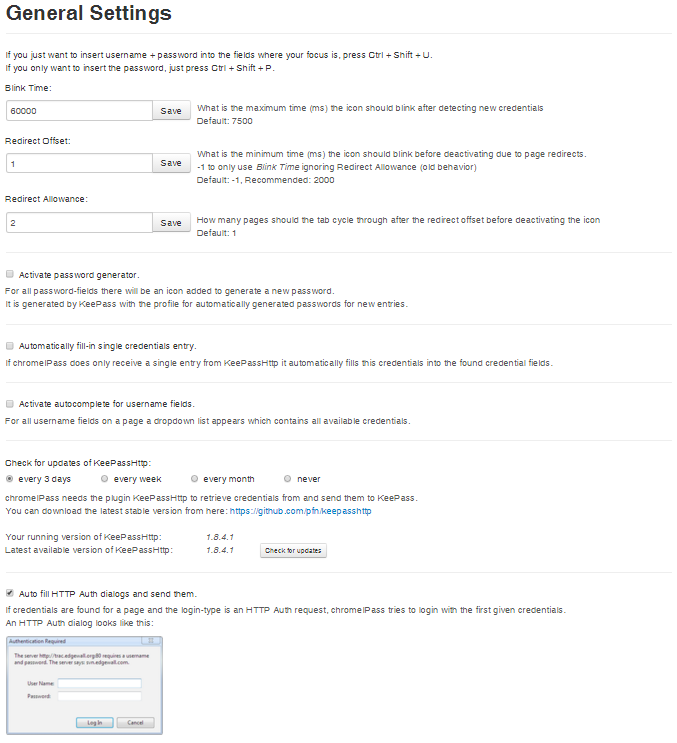 General Settings
If you just want to insert username + password into the fields where your focus is, press Ctrl + Shift + U.
If you only want to insert the password, just press Ctrl + Shift + P.
Blink Time:
60000
Save
What is the maximum time (ms) the icon should blink after detecting new credentials
Default: 7500
Redirect Offset:
1
Save
What is the minimum time (ms) the icon should blink before deactivating due to page redirects.
-1 to only use Blink Time ignoring Redirect Allowance (old behavior)
Default: -1, Recommended: 2000
Redirect Allowance:
2
Save
How many pages should the tab cycle through after the redirect offset before deactivating the icon
Default: 1
Activate password generator.
For all password-fields there will be an icon added to generate a new password.
It is generated by KeePass with the profile for automatically generated passwords for new entries.
Automatically fill-in single credentials entry.
If chromeIPass does only receive a single entry from KeePassHttp it automatically fills this credentials into the found credential fields.
Activate autocomplete for username fields.
For all username fields on a page a dropdown list appears which contains all available credentials.
Check for updates of KeePassHttp:
every 3 days every week every month never
chromeIPass needs the plugin KeePassHttp to retrieve credentials from and send them to KeePass.
You can download the latest stable version from here: https://github.com/pfn/keepasshttp
Your running version of KeePassHttp: 1.8.4.1
Latest available version of KeePassHttp: 1.8.4.1 Check for updates
Auto fill HTTP Auth dialogs and send them.
If credentials are found for a page and the login-type is an HTTP Auth request, chromeIPass tries to login with the first given credentials.
An HTTP Auth dialog looks like this:
Authentication Required
The server http://trac.edgewall.org:80 requires a username
and password. The server says: svn.edgewall.com.
User Name:
Password:
Log In Cancel